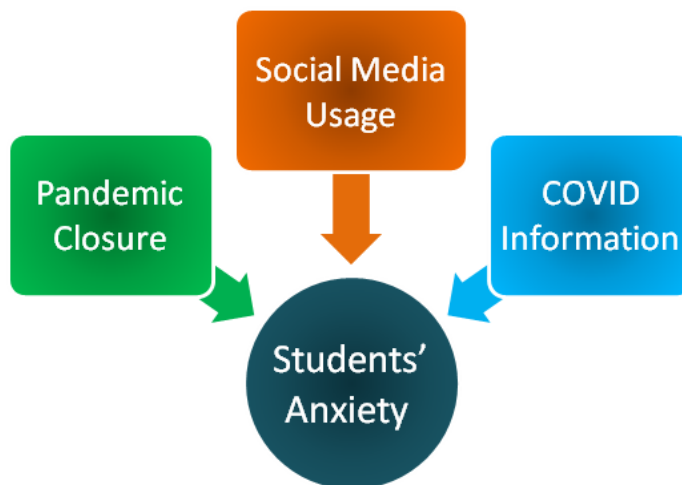 Social Media
Usage
Pandemic
Closure
COVID
Information
Students’
Anxiety